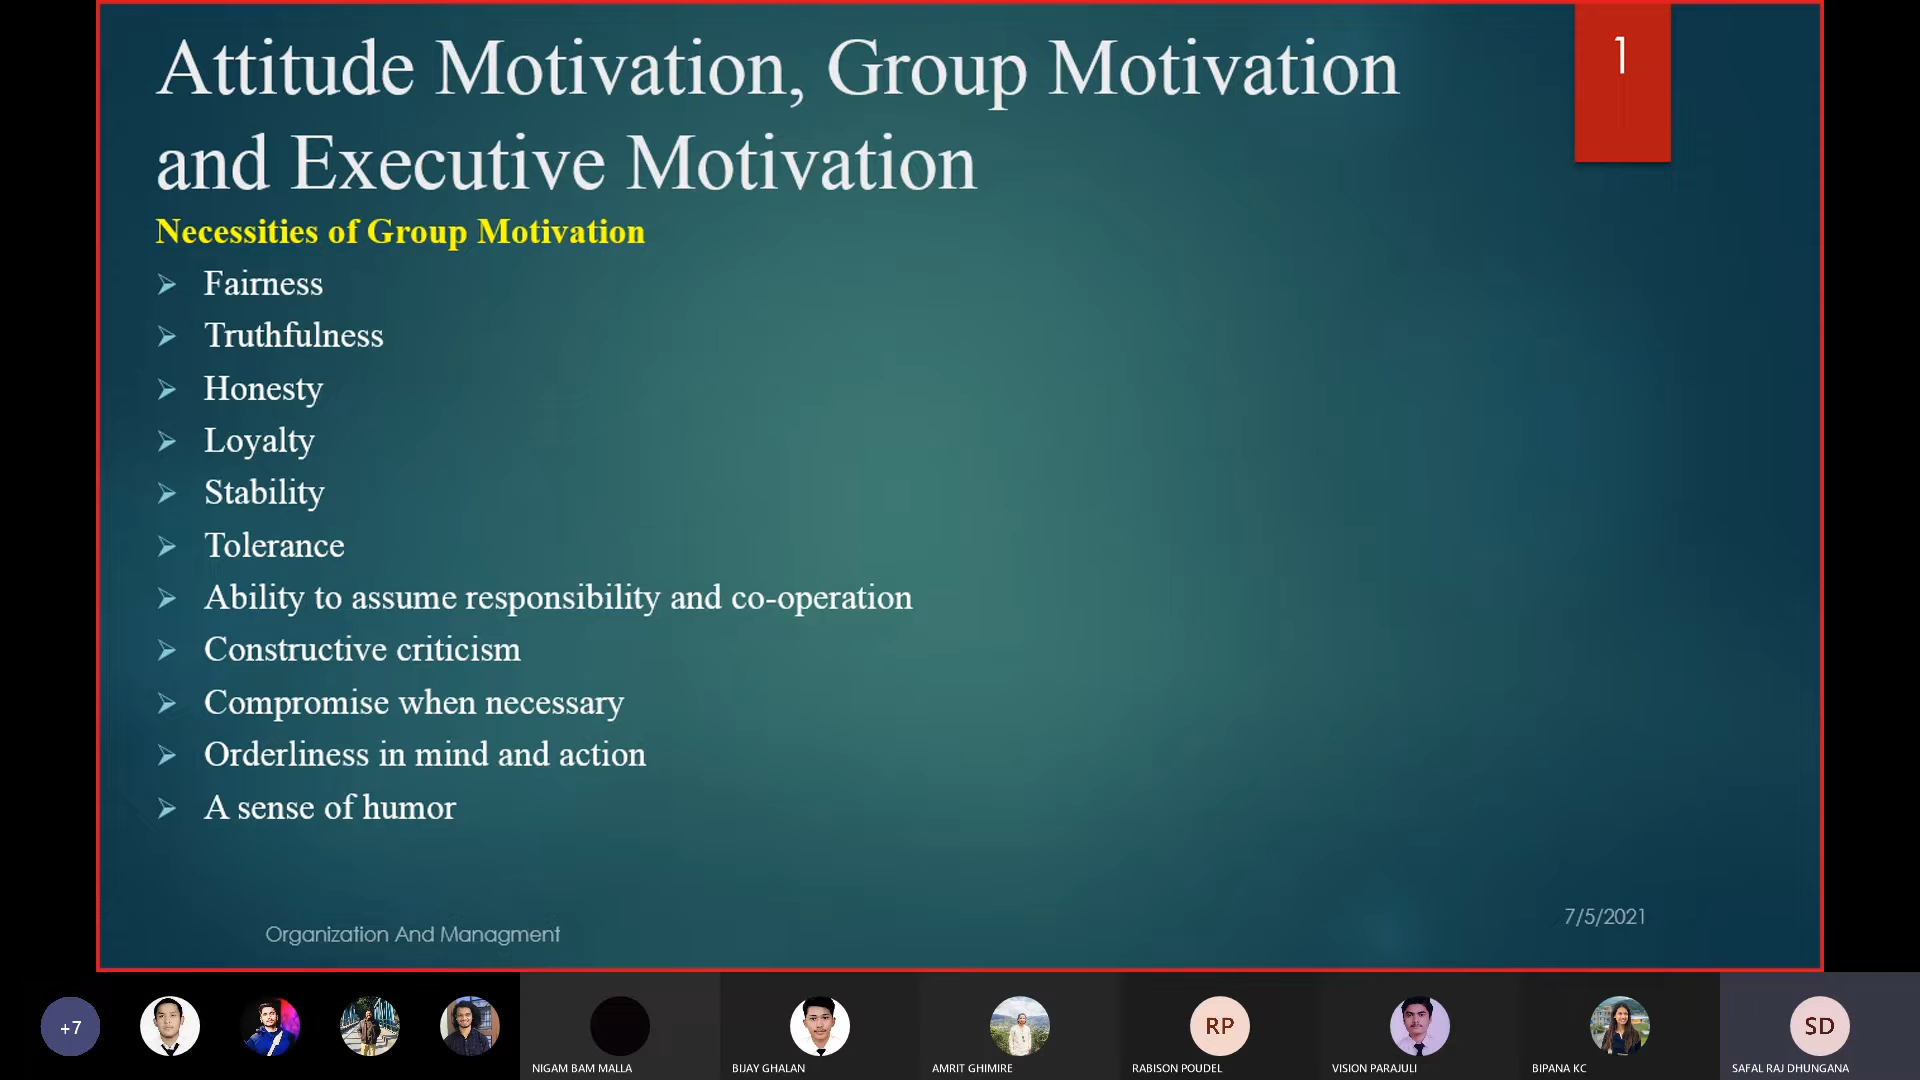 Attitude Motivation, Group Motivation
and Executive Motivation
1
Necessities of Group Motivation
Fairness
Truthfulness
Honesty
Loyalty
Stability
Tolerance
Ability to assume responsibility and co-operation
Constructive criticism
Compromise when necessary
Orderliness in mind and action
A sense of humor
Organization And Managment
7/5/2021
+7
RP
SD
NIGAM BAM MALLA
BIJAY GHALAN
AMRIT GHIMIRE
RABISON POUDEL
VISION PARAJULI
BIPANA KC
SAFAL RAJ DHUNGANA